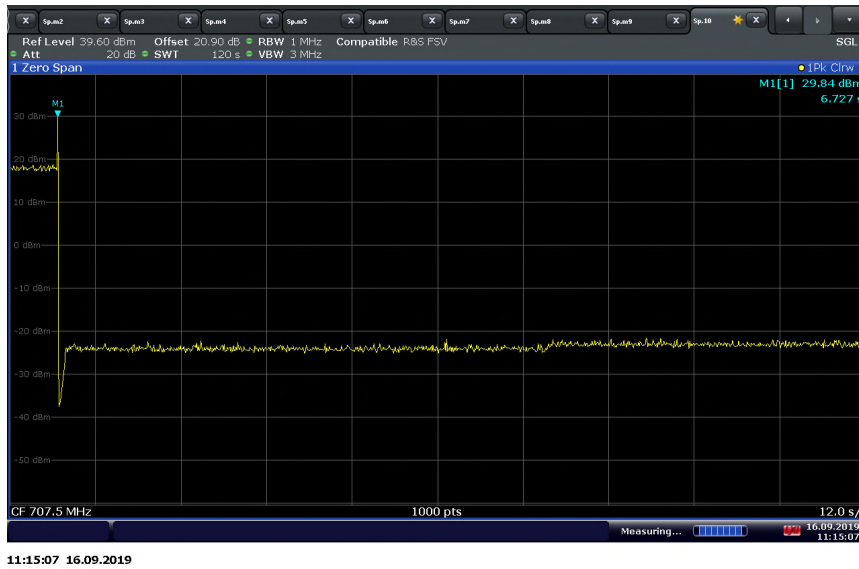 Sp.m2 Sp.m3 Sp.m4 Sp.m5 Sp.m6 Sp.m7 Sp.m8 Sp.m9 Sp.10
Ref Level 39.60 dBm Offset 20.90 dB RBW 1 MHz Compatible R&S FSV SGL
Att 20 dB SWT 120 s VBW 3 MHz
1 Zero Span 1Pk Clrw
M1[1] 29.84 dBm
6.727 s
M1
30 dBm
20 dBm
10 dBm
0 dBm
-10 dBm
-20 dBm
-30 dBm
-40 dBm
-50 dBm
CF 707.5 MHz 1000 pts 12.0 s/
Measuring... 16.09.2019
11:15:07
11:15:07 16.09.2019